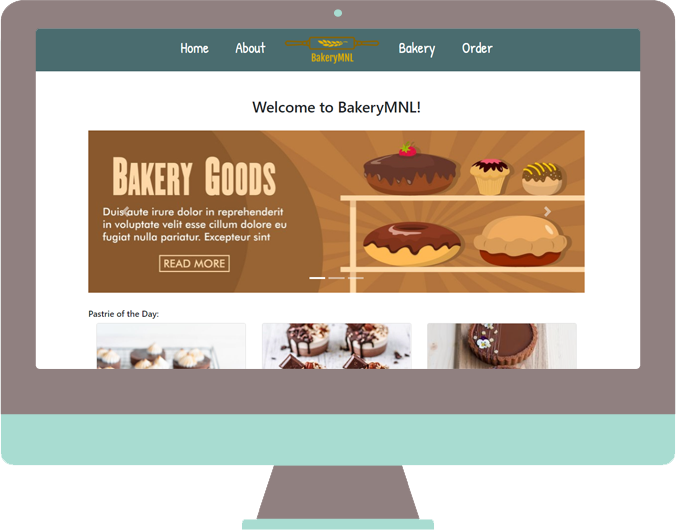 Home About BakeryMNL Bakery Order
Welcome to BakeryMNL!
Bakery Goods
Duis aute irure dolor in reprehenderit
in voluptate velit esse cillum dolore eu
fugiat nulla pariatur. Excepteur sint
READ MORE
Pastrie of the Day: